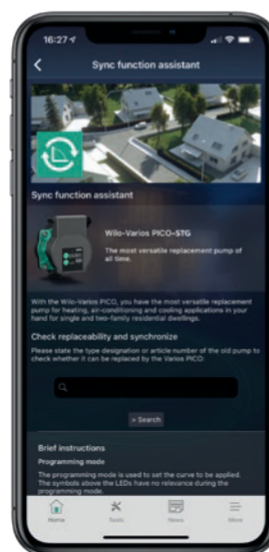 16:27
Sync function assistant
Sync function assistant
Wilo-Varios PICO-STG
The most versatile replacement pump of
all time.
With the Wilo-Varios PICO, you have the most versatile replacement
pump for heating, air-conditioning and cooling applications in your
hand for single and two-family residential dwellings.
Check replaceability and synchronize
Please state the type designation or article number of the old pump to
check whether it can be replaced by the Varios PICO:
> Search
Brief instructions
Programming mode
The programming mode is used to set the curve to be applied.
The symbols above the LEDs have no relevance during the
programming mode.
Home
Tools
News
More